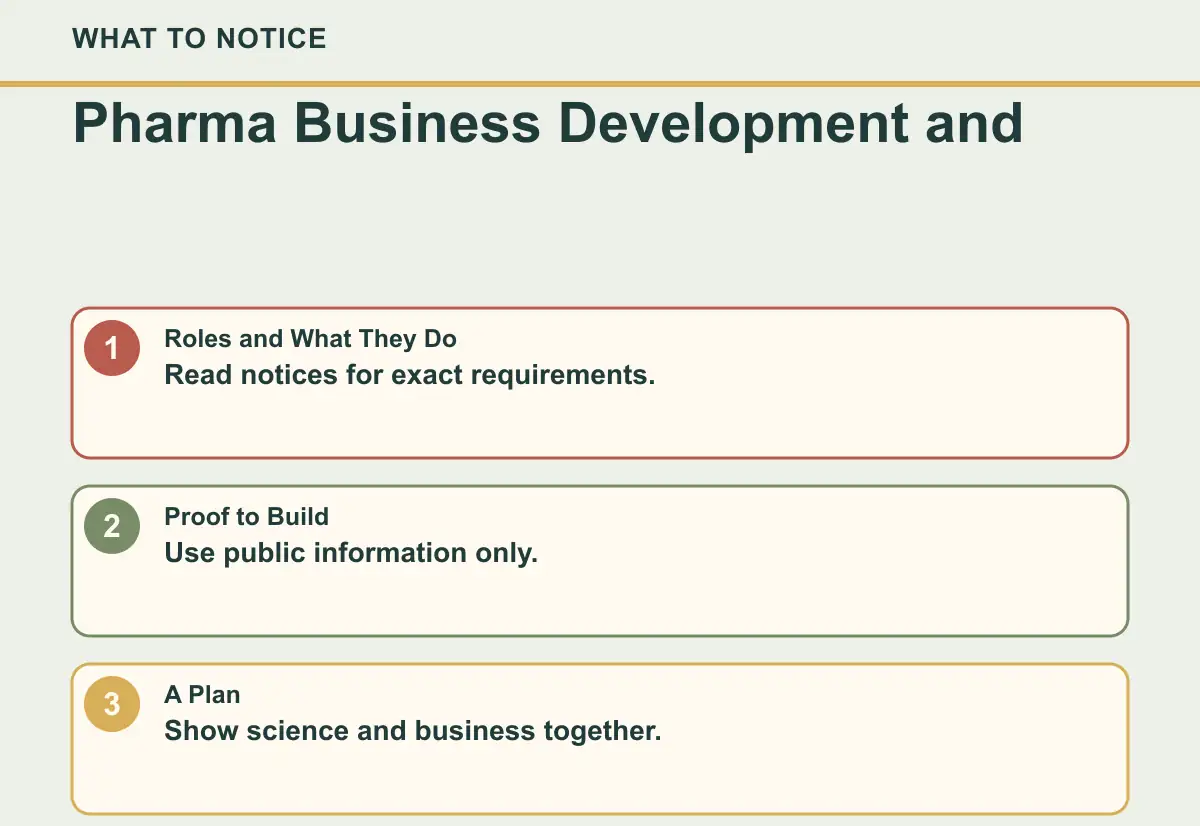 WHAT TO NOTICE
Pharma Business Development and
1
Roles and What They Do
Read notices for exact requirements.
2
Proof to Build
Use public information only.
3
A Plan
Show science and business together.